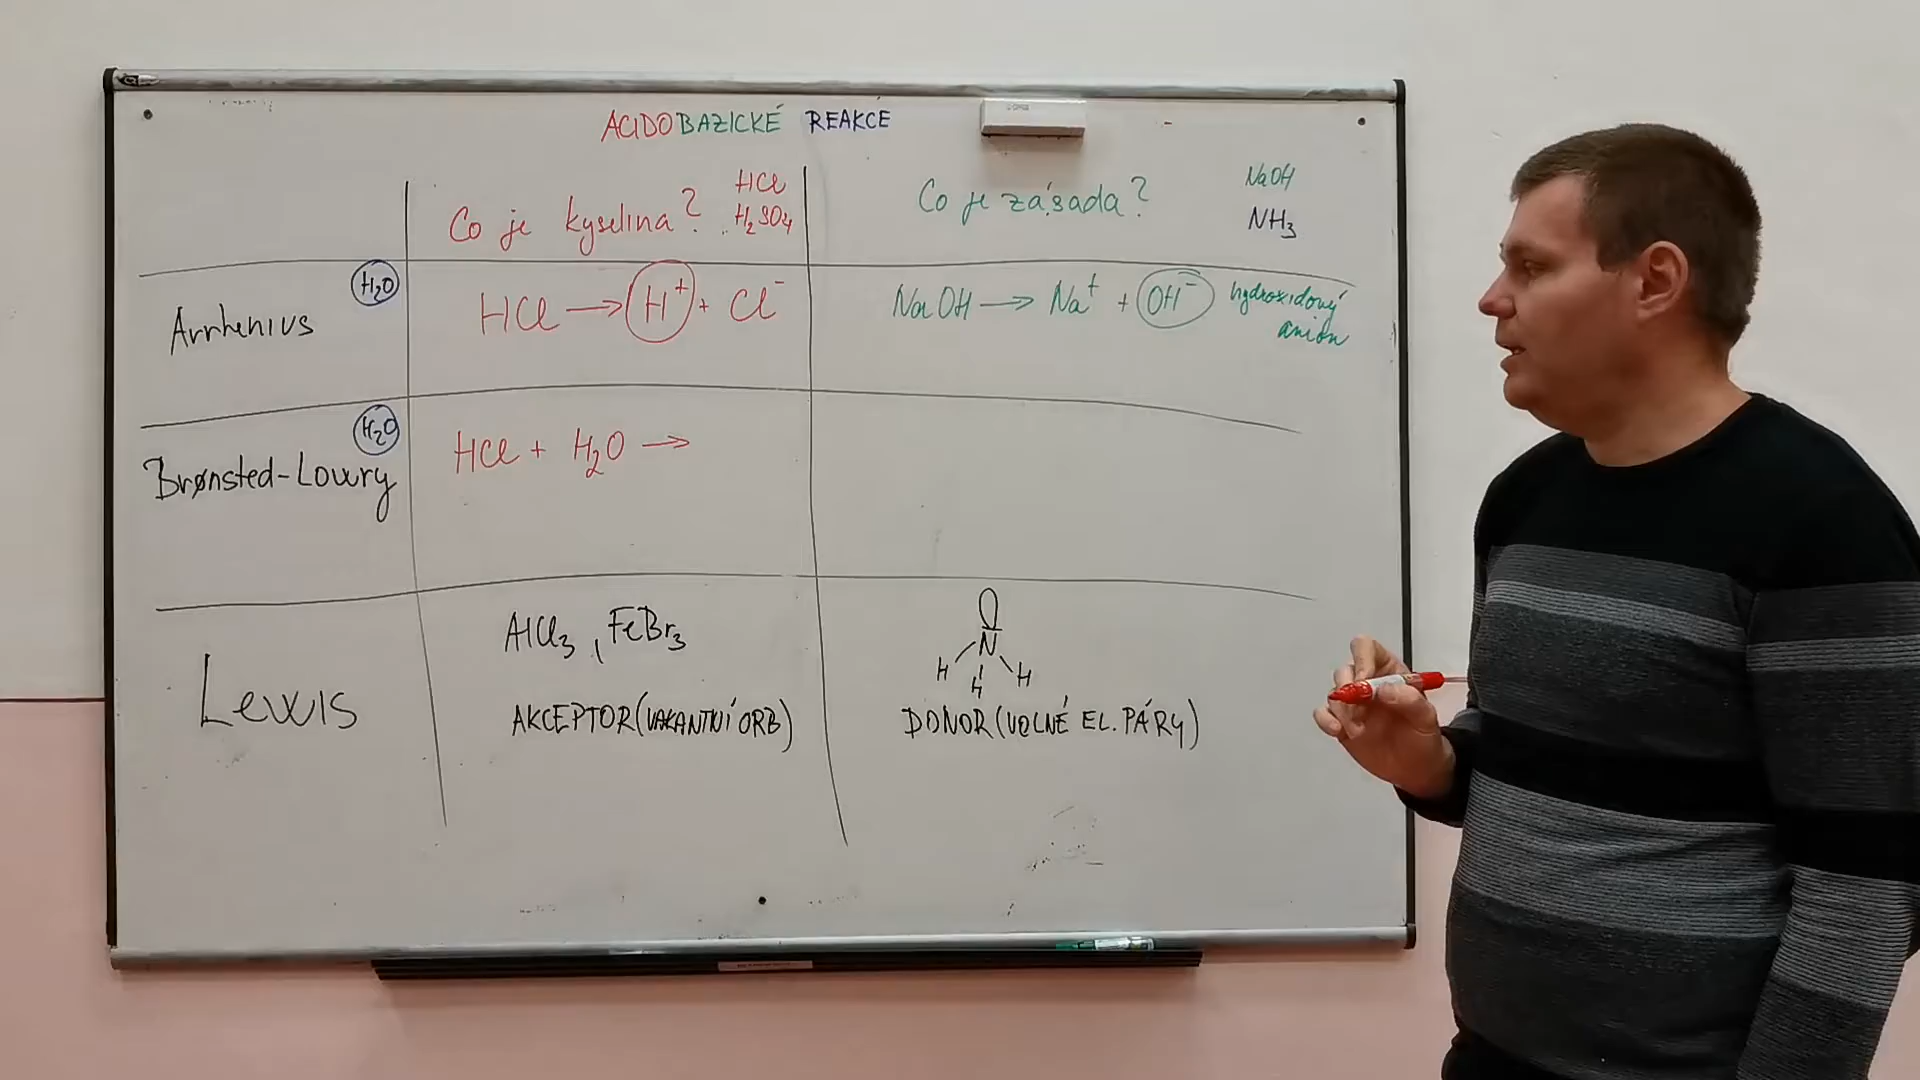 ACIDOBAZICKÉ REAKCE
Co je kyselina?
HCl
H₂SO₄
Co je zásada?
NaOH
NH₃
Arrhenius
H₂O
HCl → H⁺ + Cl⁻
NaOH → Na⁺ + OH⁻
hydroxidový
anion
Brønsted-Lowry
H₂O
HCl + H₂O →
Lewis
AlCl₃, FeBr₃
AKCEPTOR (VAKANTNÍ ORB)
N
H H H
DONOR (VOLNÉ EL. PÁRY)